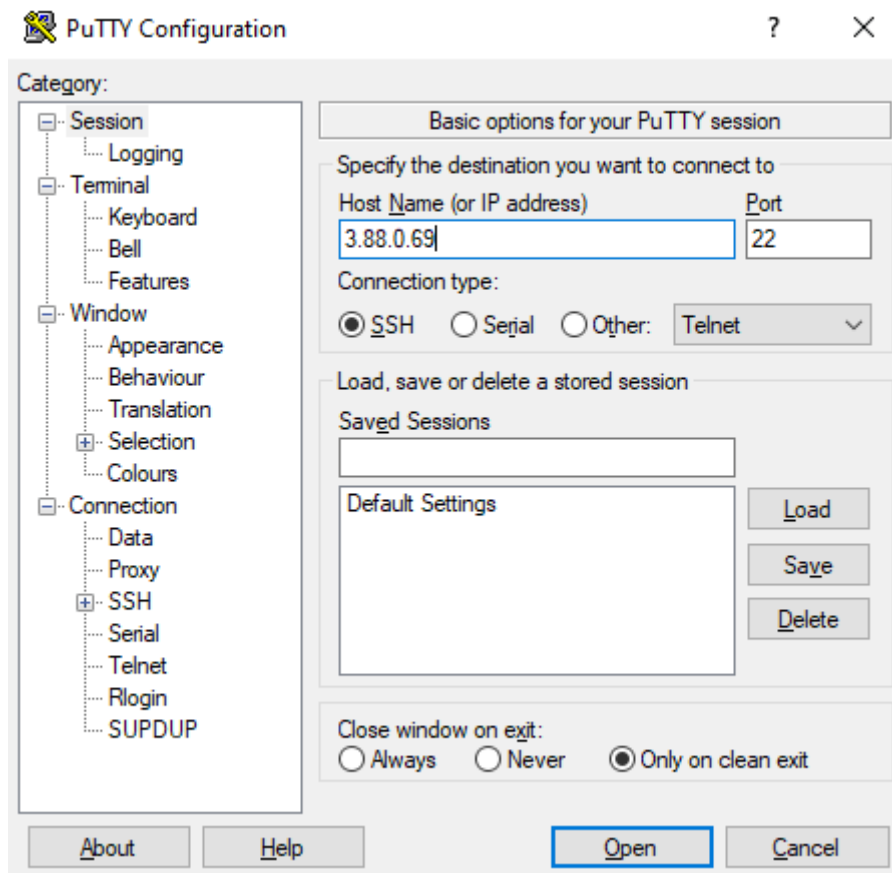 PuTTY Configuration
?
Category:
Session
Logging
Terminal
Keyboard
Bell
Features
Window
Appearance
Behaviour
Translation
Selection
Colours
Connection
Data
Proxy
SSH
Serial
Telnet
Rlogin
SUPDUP
Basic options for your PuTTY session
Specify the destination you want to connect to
Host Name (or IP address) Port
3.88.0.69 22
Connection type:
SSH Serial Other: Telnet
Load, save or delete a stored session
Saved Sessions
Default Settings
Load
Save
Delete
Close window on exit:
Always Never Only on clean exit
About Help Open Cancel